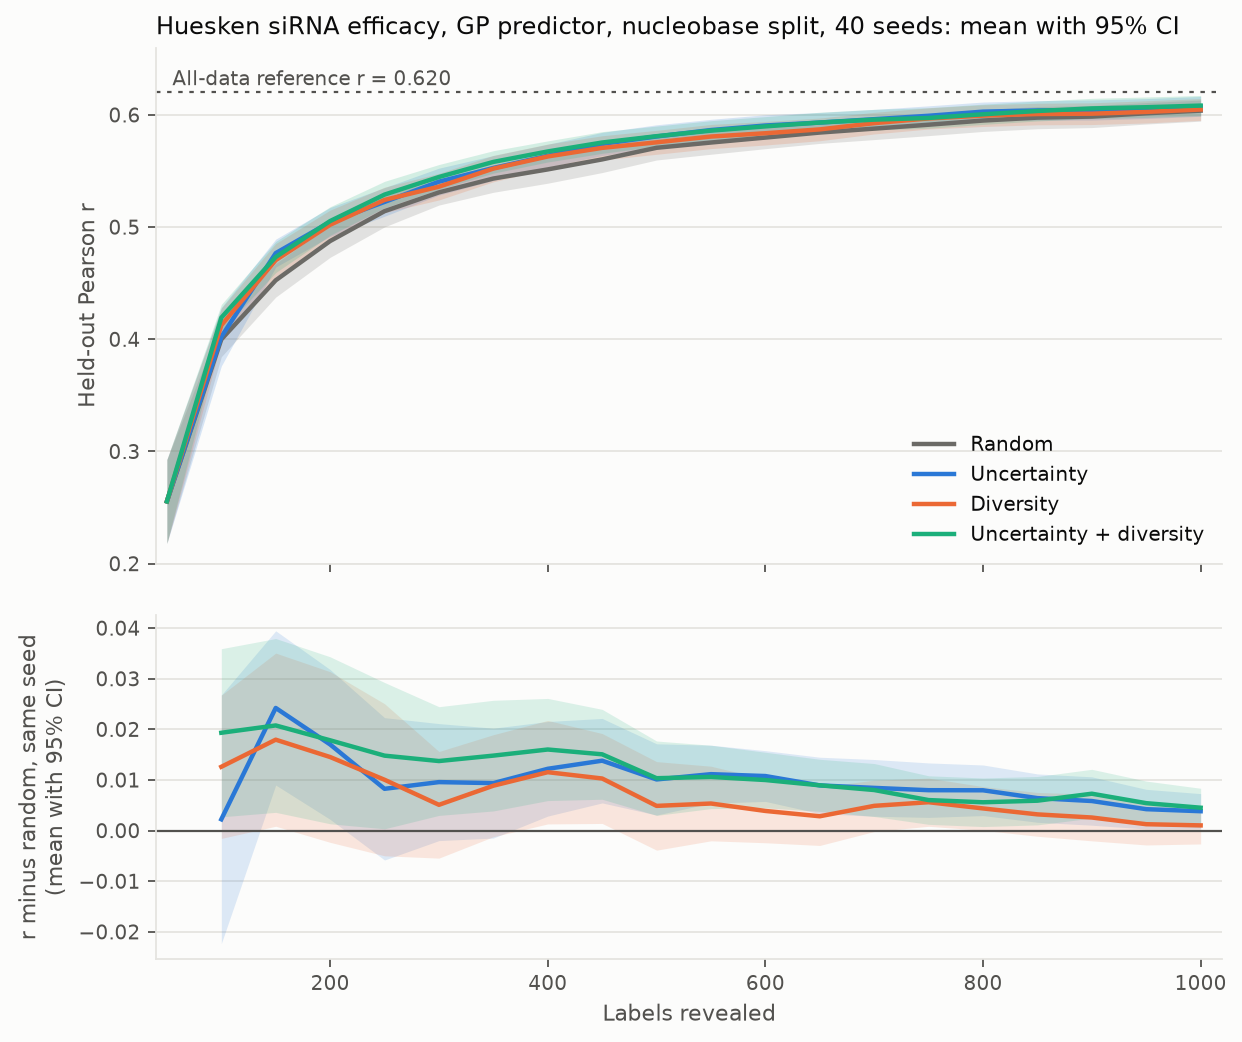 Huesken siRNA efficacy, GP predictor, nucleobase split, 40 seeds: mean with 95% CI
All-data reference r = 0.620
0.6
0.5
0.4
0.3
0.2
Held-out Pearson r
Random
Uncertainty
Diversity
Uncertainty + diversity
0.04
0.03
0.02
0.01
0.00
−0.01
−0.02
r minus random, same seed
(mean with 95% CI)
200
400
600
800
1000
Labels revealed